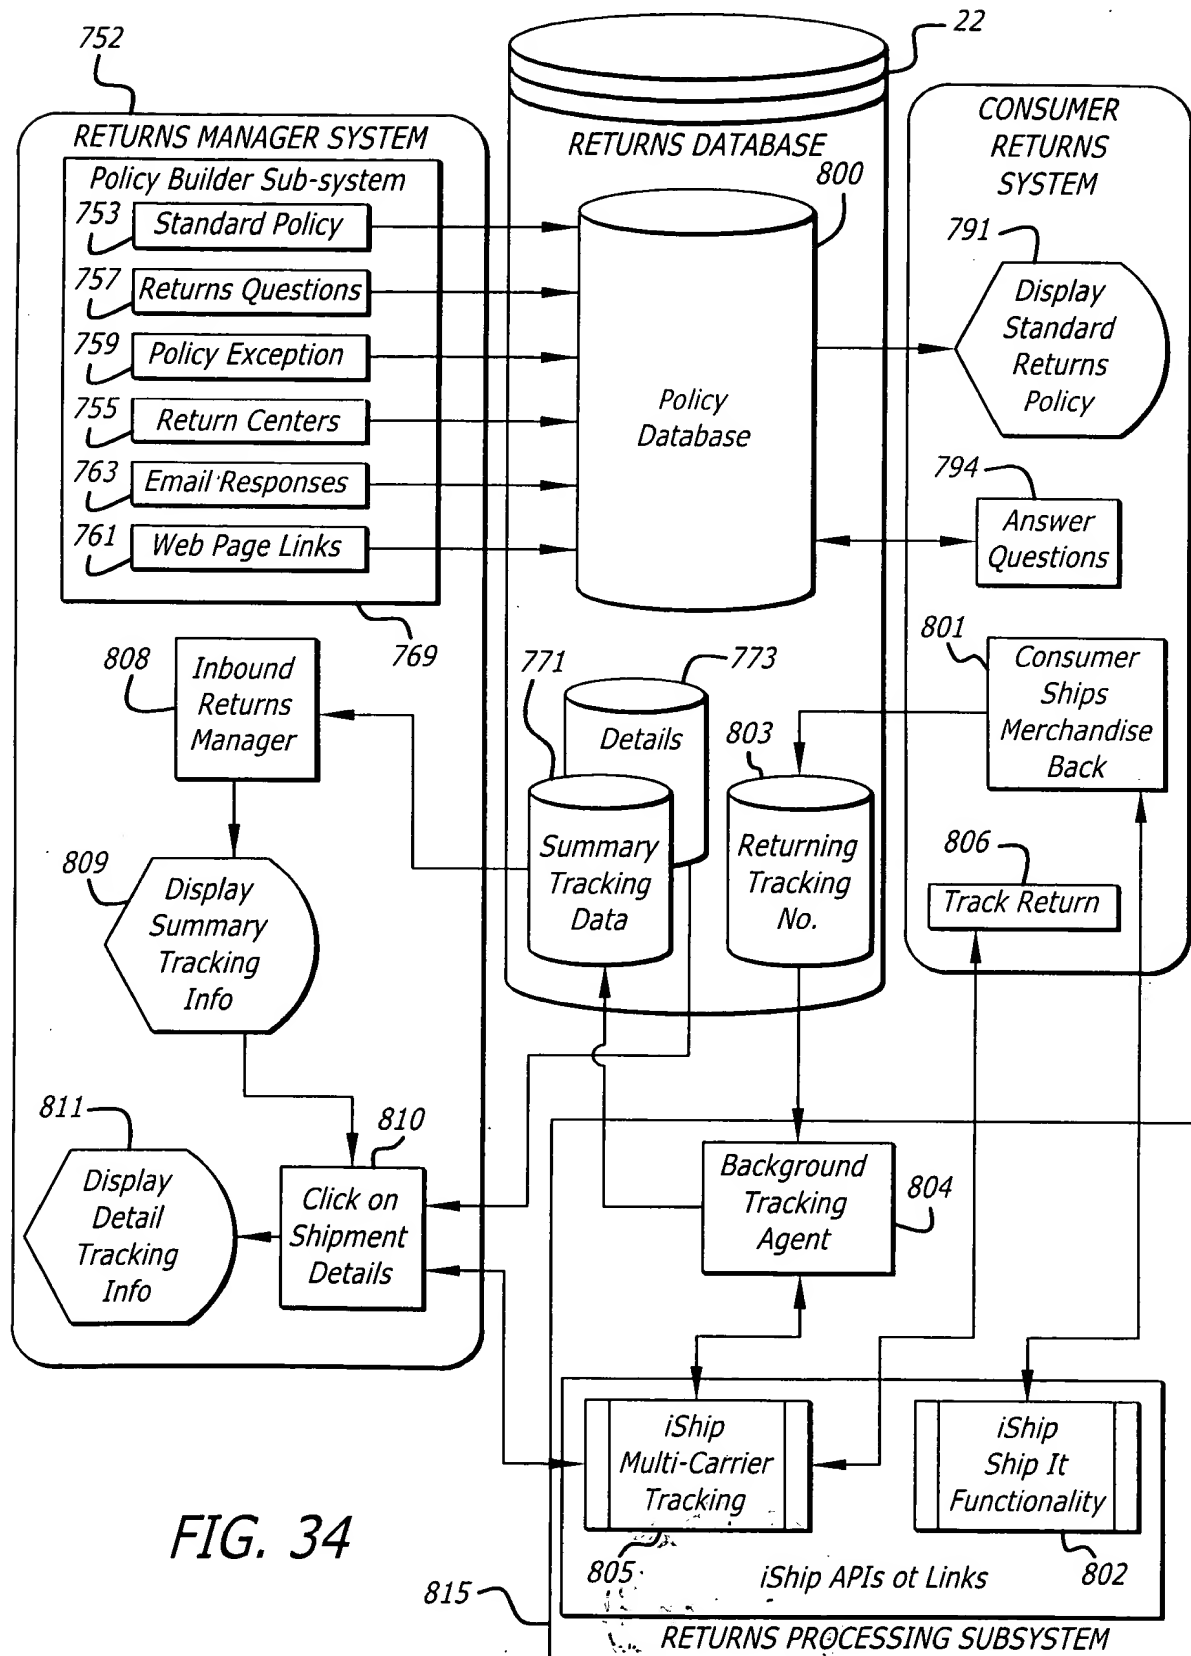 752
22
RETURNS MANAGER SYSTEM
Policy Builder Sub-system
753
Standard Policy
757
Returns Questions
759
Policy Exception
755
Return Centers
763
Email Responses
761
Web Page Links
769
808
Inbound
Returns
Manager
809
Display
Summary
Tracking
Info
811
Display
Detail
Tracking
Info
810
Click on
Shipment
Details
RETURNS DATABASE
800
Policy
Database
771
773
Details
Summary
Tracking
Data
803
Returning
Tracking
No.
CONSUMER
RETURNS
SYSTEM
791
Display
Standard
Returns
Policy
794
Answer
Questions
801
Consumer
Ships
Merchandise
Back
806
Track Return
Background
Tracking
Agent
804
iShip
Multi-Carrier
Tracking
805
iShip
Ship It
Functionality
802
iShip APIs ot Links
815
RETURNS PROCESSING SUBSYSTEM
FIG. 34